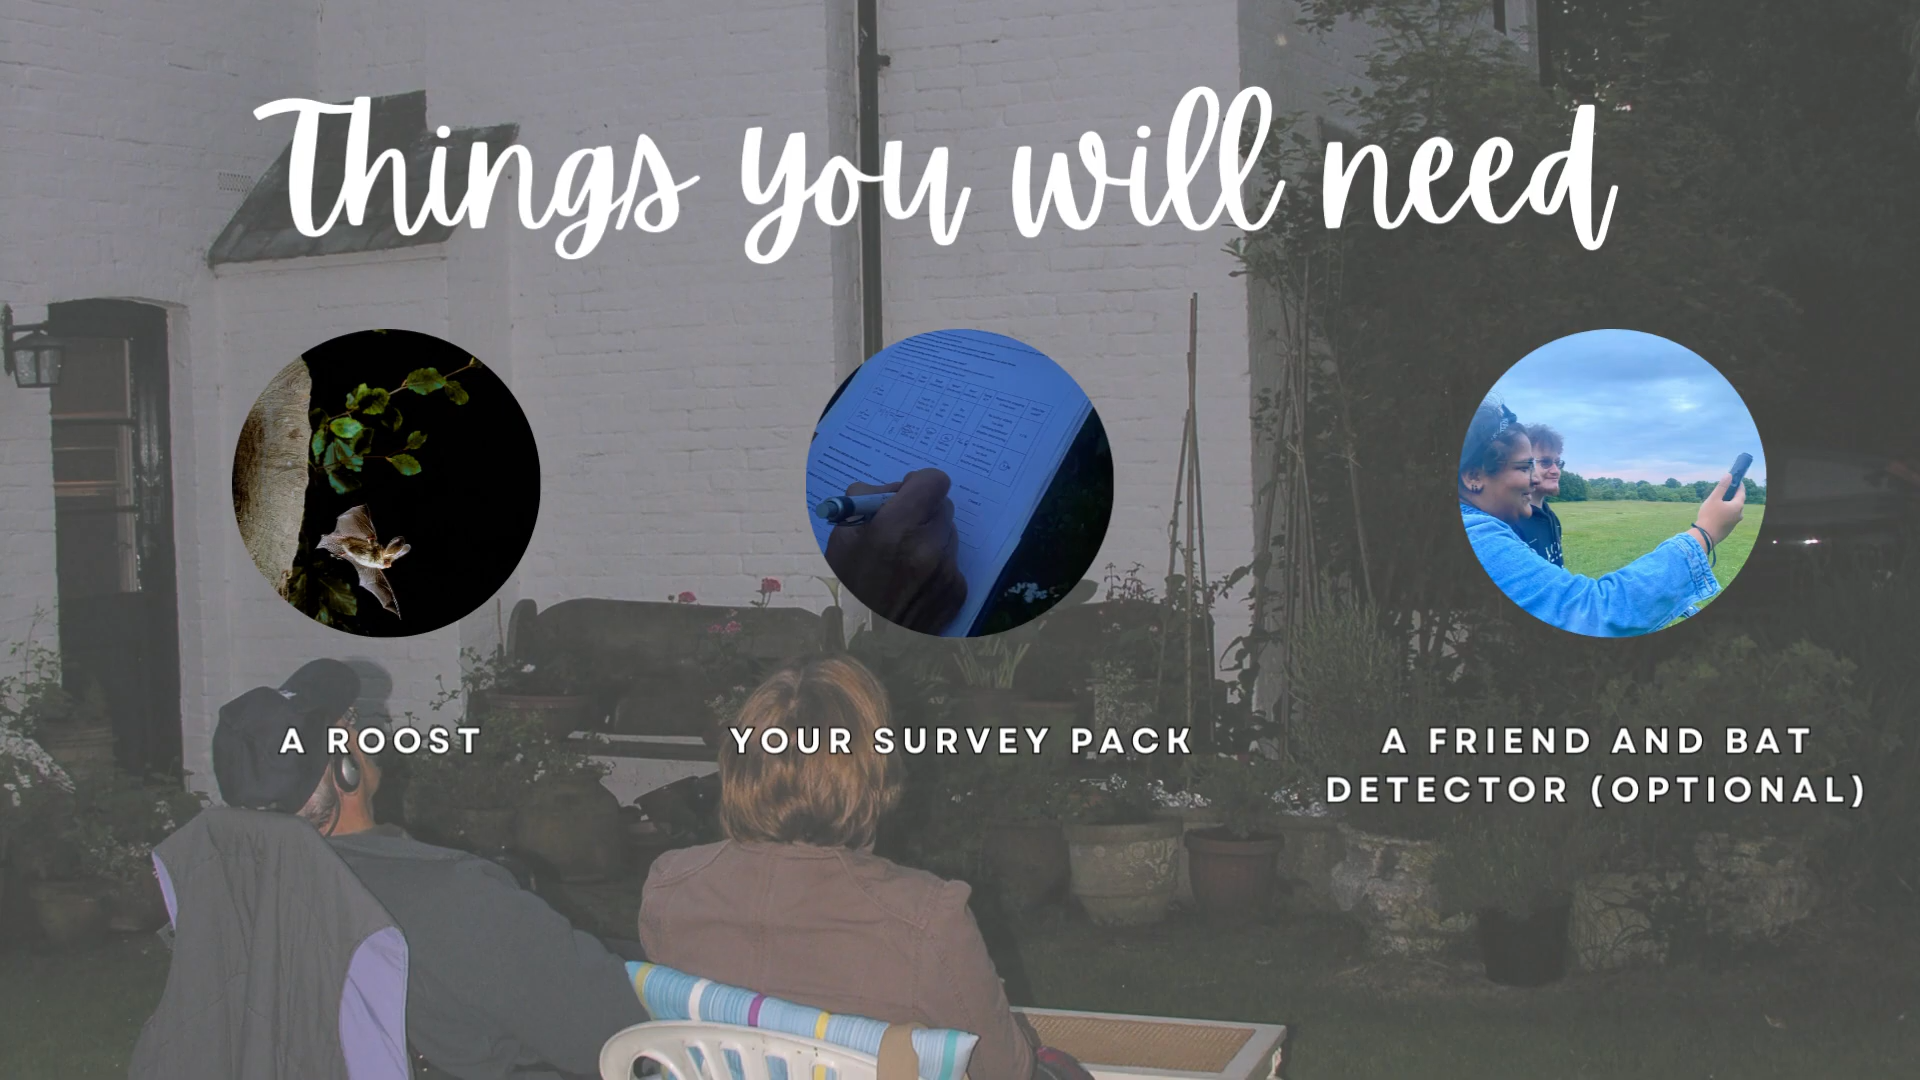 Things you will need
A ROOST
YOUR SURVEY PACK
A FRIEND AND BAT
DETECTOR (OPTIONAL)